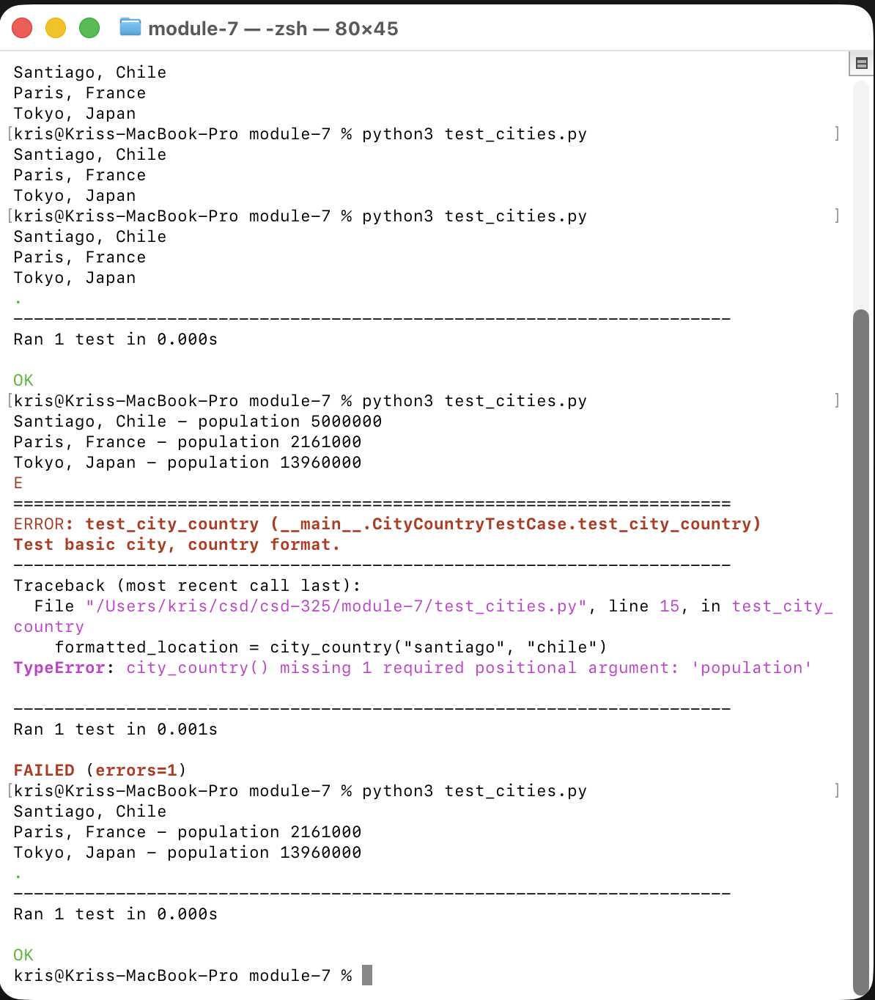 module-7 — -zsh — 80×45
Santiago, Chile
Paris, France
Tokyo, Japan
[kris@Kriss-MacBook-Pro module-7 % python3 test_cities.py ]
Santiago, Chile
Paris, France
Tokyo, Japan
[kris@Kriss-MacBook-Pro module-7 % python3 test_cities.py ]
Santiago, Chile
Paris, France
Tokyo, Japan
.
----------------------------------------------------------------------
Ran 1 test in 0.000s
OK
[kris@Kriss-MacBook-Pro module-7 % python3 test_cities.py ]
Santiago, Chile - population 5000000
Paris, France - population 2161000
Tokyo, Japan - population 13960000
E
======================================================================
ERROR: test_city_country (__main__.CityCountryTestCase.test_city_country)
Test basic city, country format.
----------------------------------------------------------------------
Traceback (most recent call last):
  File "/Users/kris/csd/csd-325/module-7/test_cities.py", line 15, in test_city_
country
    formatted_location = city_country("santiago", "chile")
TypeError: city_country() missing 1 required positional argument: 'population'
----------------------------------------------------------------------
Ran 1 test in 0.001s
FAILED (errors=1)
[kris@Kriss-MacBook-Pro module-7 % python3 test_cities.py ]
Santiago, Chile
Paris, France - population 2161000
Tokyo, Japan - population 13960000
.
----------------------------------------------------------------------
Ran 1 test in 0.000s
OK
kris@Kriss-MacBook-Pro module-7 %